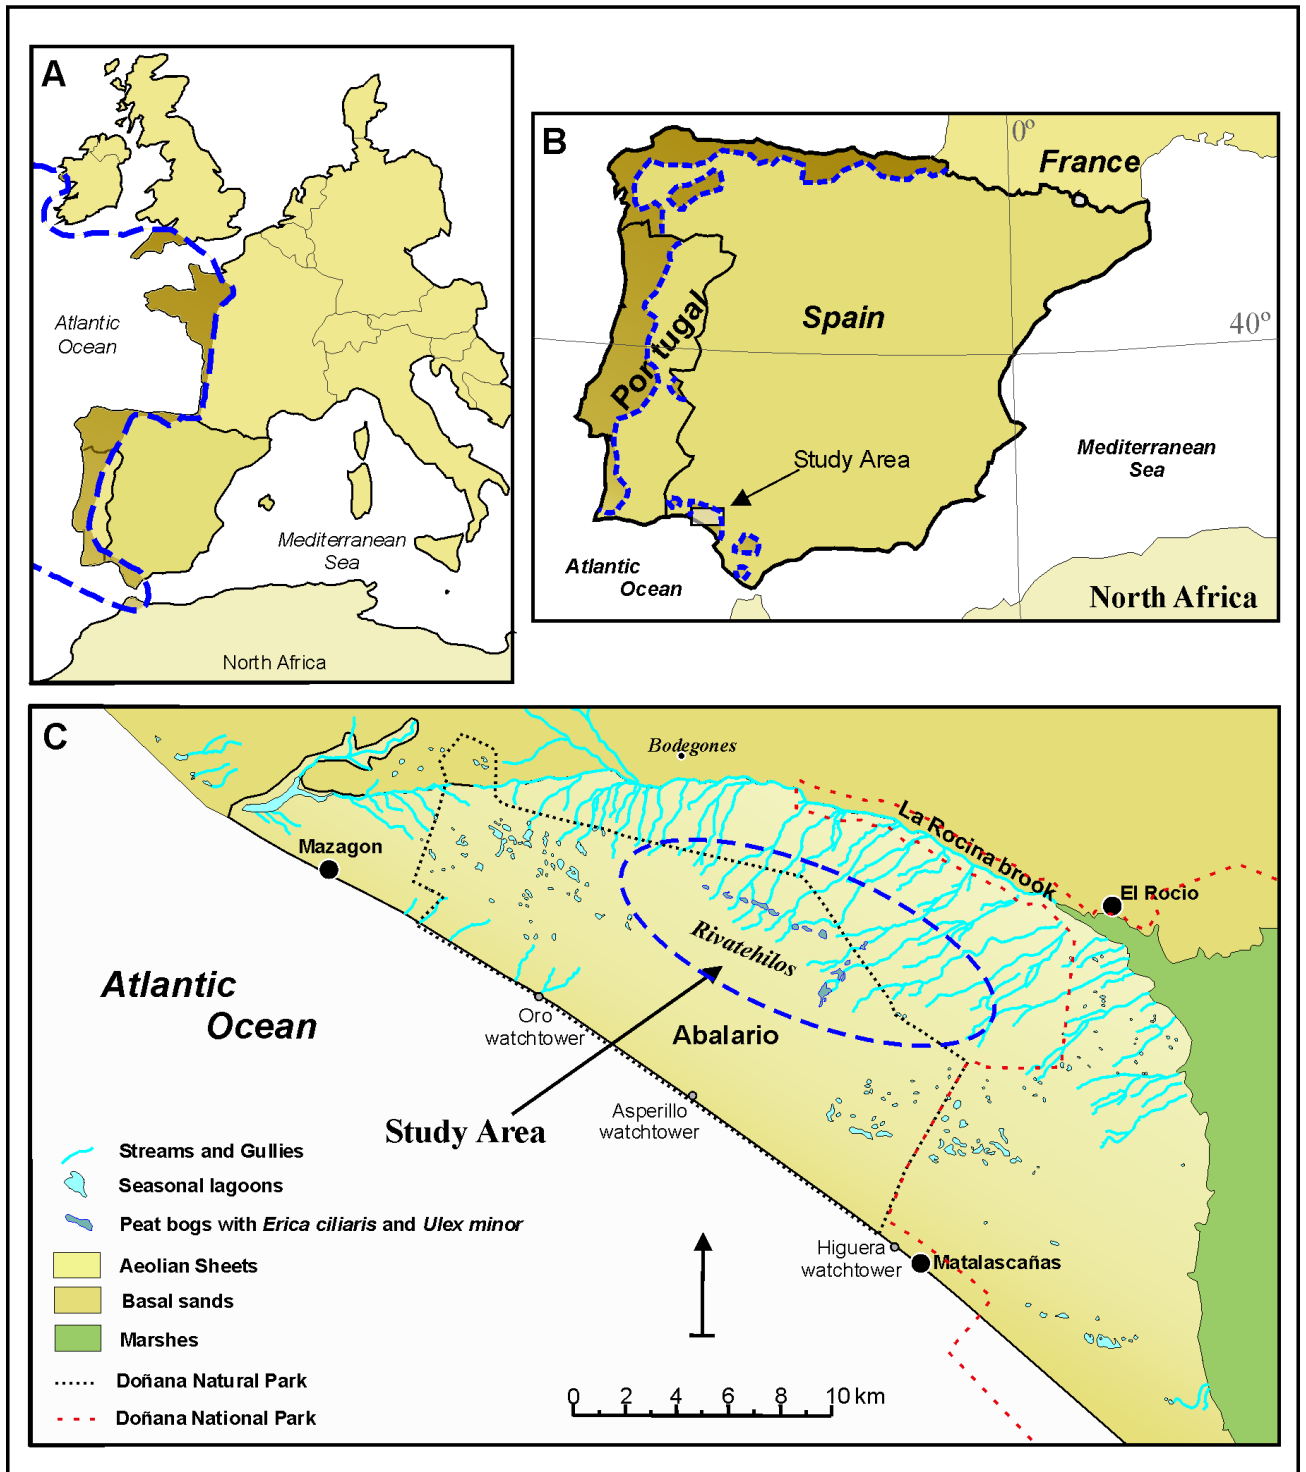 A
Atlantic
Ocean
Mediterranean
Sea
North Africa
B
0º
France
Spain
Portugal
40º
Study Area
Mediterranean
Sea
Atlantic
Ocean
North Africa
C
Bodegones
La Rocina brook
Mazagon
El Rocio
Rivatehilos
Atlantic
Ocean
Oro
watchtower
Abalario
Asperillo
watchtower
Study Area
Streams and Gullies
Seasonal lagoons
Peat bogs with Erica ciliaris and Ulex minor
Higuera
watchtower
Matalascañas
Aeolian Sheets
Basal sands
Marshes
Doñana Natural Park
Doñana National Park
0 2 4 6 8 10 km